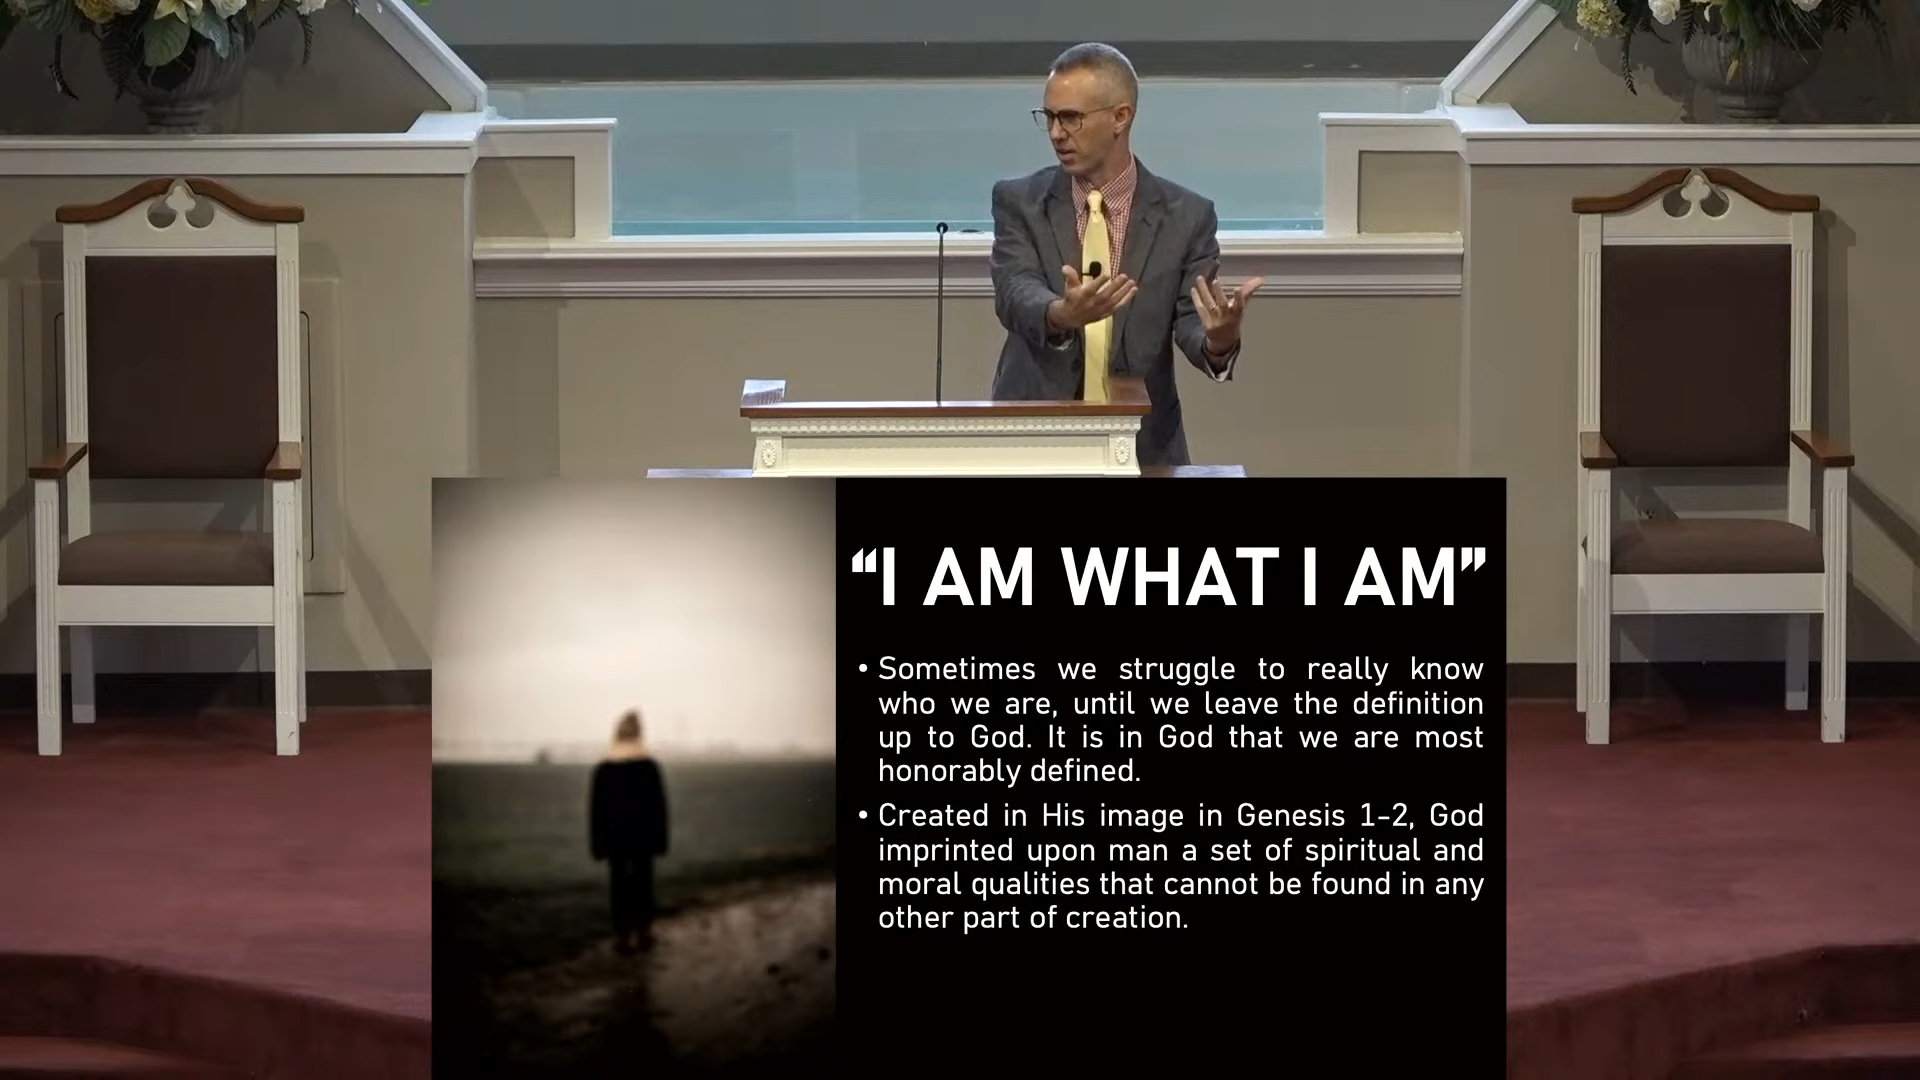 “I AM WHAT I AM”
• Sometimes we struggle to really know
who we are, until we leave the definition
up to God. It is in God that we are most
honorably defined.
• Created in His image in Genesis 1-2, God
imprinted upon man a set of spiritual and
moral qualities that cannot be found in any
other part of creation.